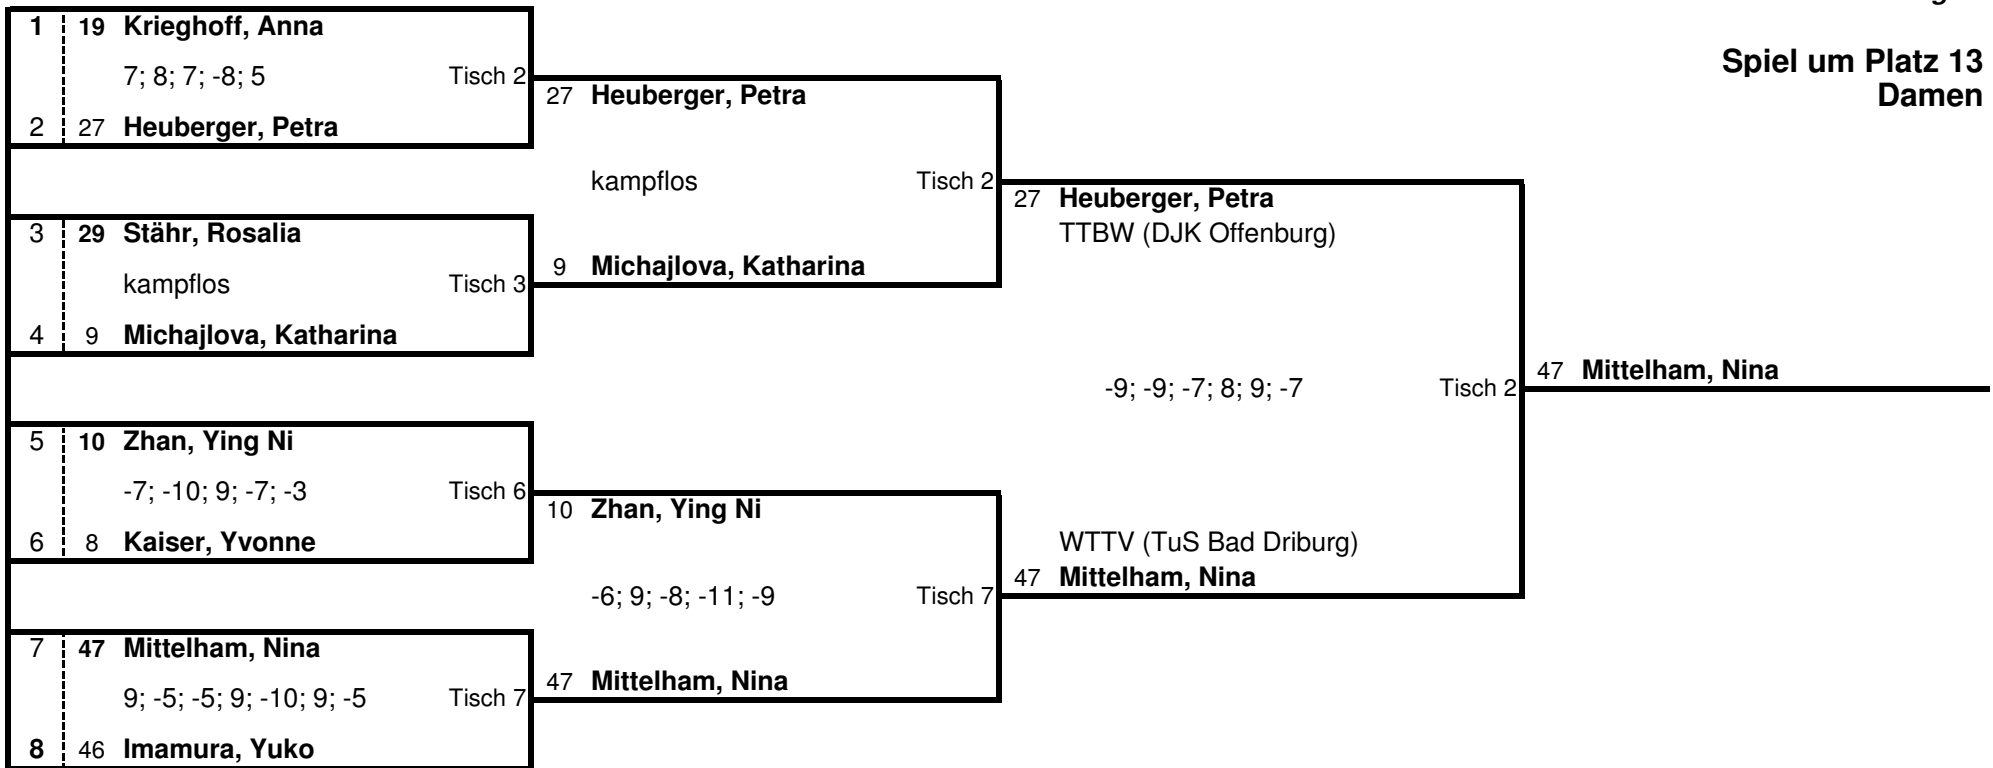 Spiel um Platz 13
Damen
1 19 Krieghoff, Anna
7; 8; 7; -8; 5 Tisch 2
2 27 Heuberger, Petra
27 Heuberger, Petra
kampflos Tisch 2
9 Michajlova, Katharina
3 29 Stähr, Rosalia
kampflos Tisch 3
4 9 Michajlova, Katharina
27 Heuberger, Petra
TTBW (DJK Offenburg)
-9; -9; -7; 8; 9; -7 Tisch 2
47 Mittelham, Nina
5 10 Zhan, Ying Ni
-7; -10; 9; -7; -3 Tisch 6
6 8 Kaiser, Yvonne
10 Zhan, Ying Ni
-6; 9; -8; -11; -9 Tisch 7
47 Mittelham, Nina
WTTV (TuS Bad Driburg)
47 Mittelham, Nina
7 47 Mittelham, Nina
9; -5; -5; 9; -10; 9; -5 Tisch 7
8 46 Imamura, Yuko